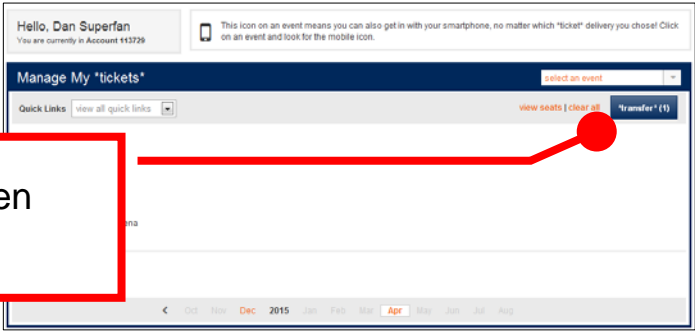 Hello, Dan Superfan
You are currently in Account 113729
This icon on an event means you can also get in with your smartphone, no matter which *ticket* delivery you chose! Click
on an event and look for the mobile icon.
Manage My *tickets*
select an event
Quick Links view all quick links
view seats | clear all
*transfer* (1)
en
ena
< Oct Nov Dec 2015 Jan Feb Mar Apr May Jun Jul Aug